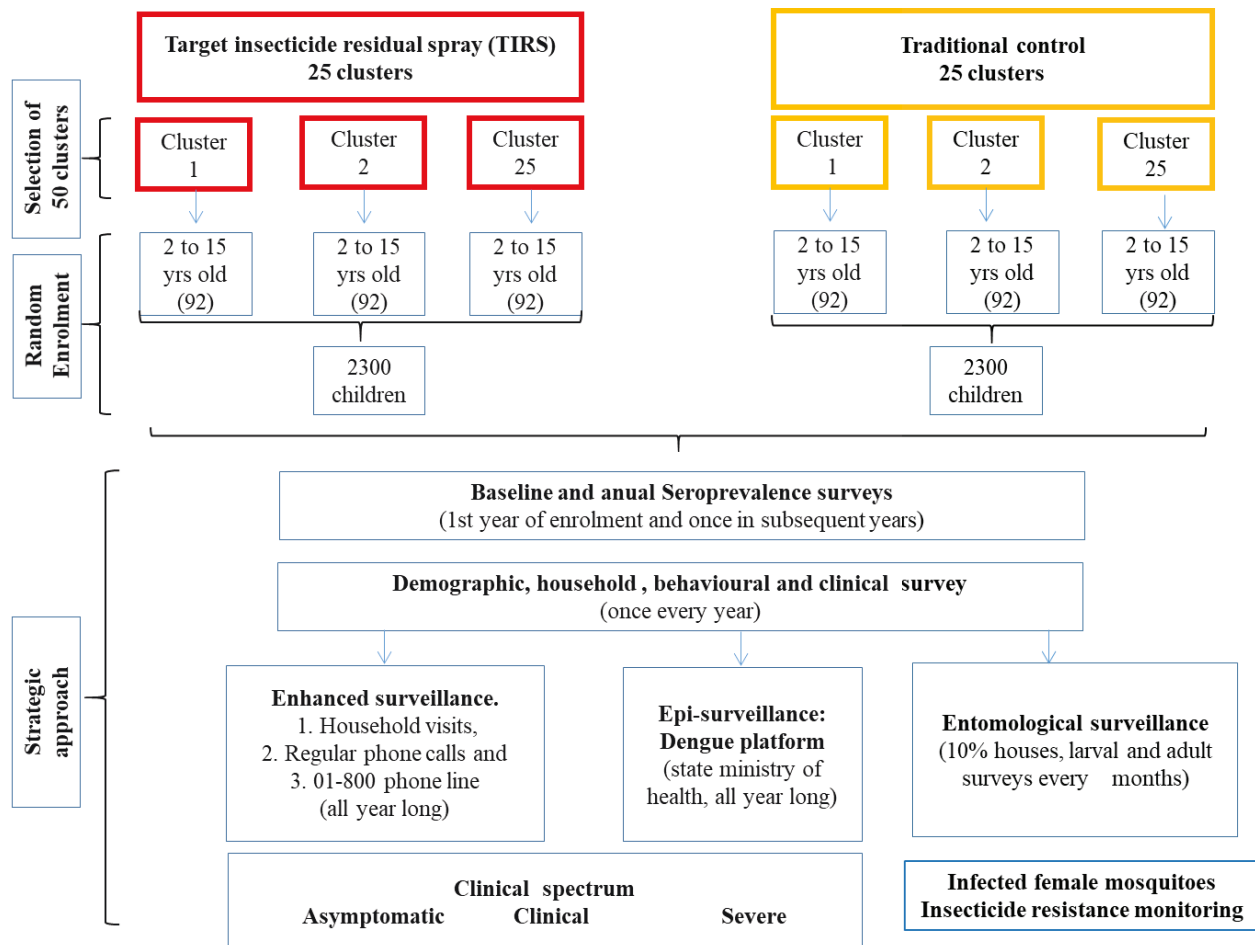 Target insecticide residual spray (TIRS)
25 clusters
Traditional control
25 clusters
Selection of
50 clusters
Cluster
1
Cluster
2
Cluster
25
Cluster
1
Cluster
2
Cluster
25
Random
Enrolment
2 to 15
yrs old
(92)
2 to 15
yrs old
(92)
2 to 15
yrs old
(92)
2 to 15
yrs old
(92)
2 to 15
yrs old
(92)
2 to 15
yrs old
(92)
2300
children
2300
children
Strategic
approach
Baseline and anual Seroprevalence surveys
(1st year of enrolment and once in subsequent years)
Demographic, household , behavioural and clinical survey
(once every year)
Enhanced surveillance.
1. Household visits,
2. Regular phone calls and
3. 01-800 phone line
(all year long)
Epi-surveillance:
Dengue platform
(state ministry of
health, all year long)
Entomological surveillance
(10% houses, larval and adult
surveys every months)
Clinical spectrum
Asymptomatic Clinical Severe
Infected female mosquitoes
Insecticide resistance monitoring